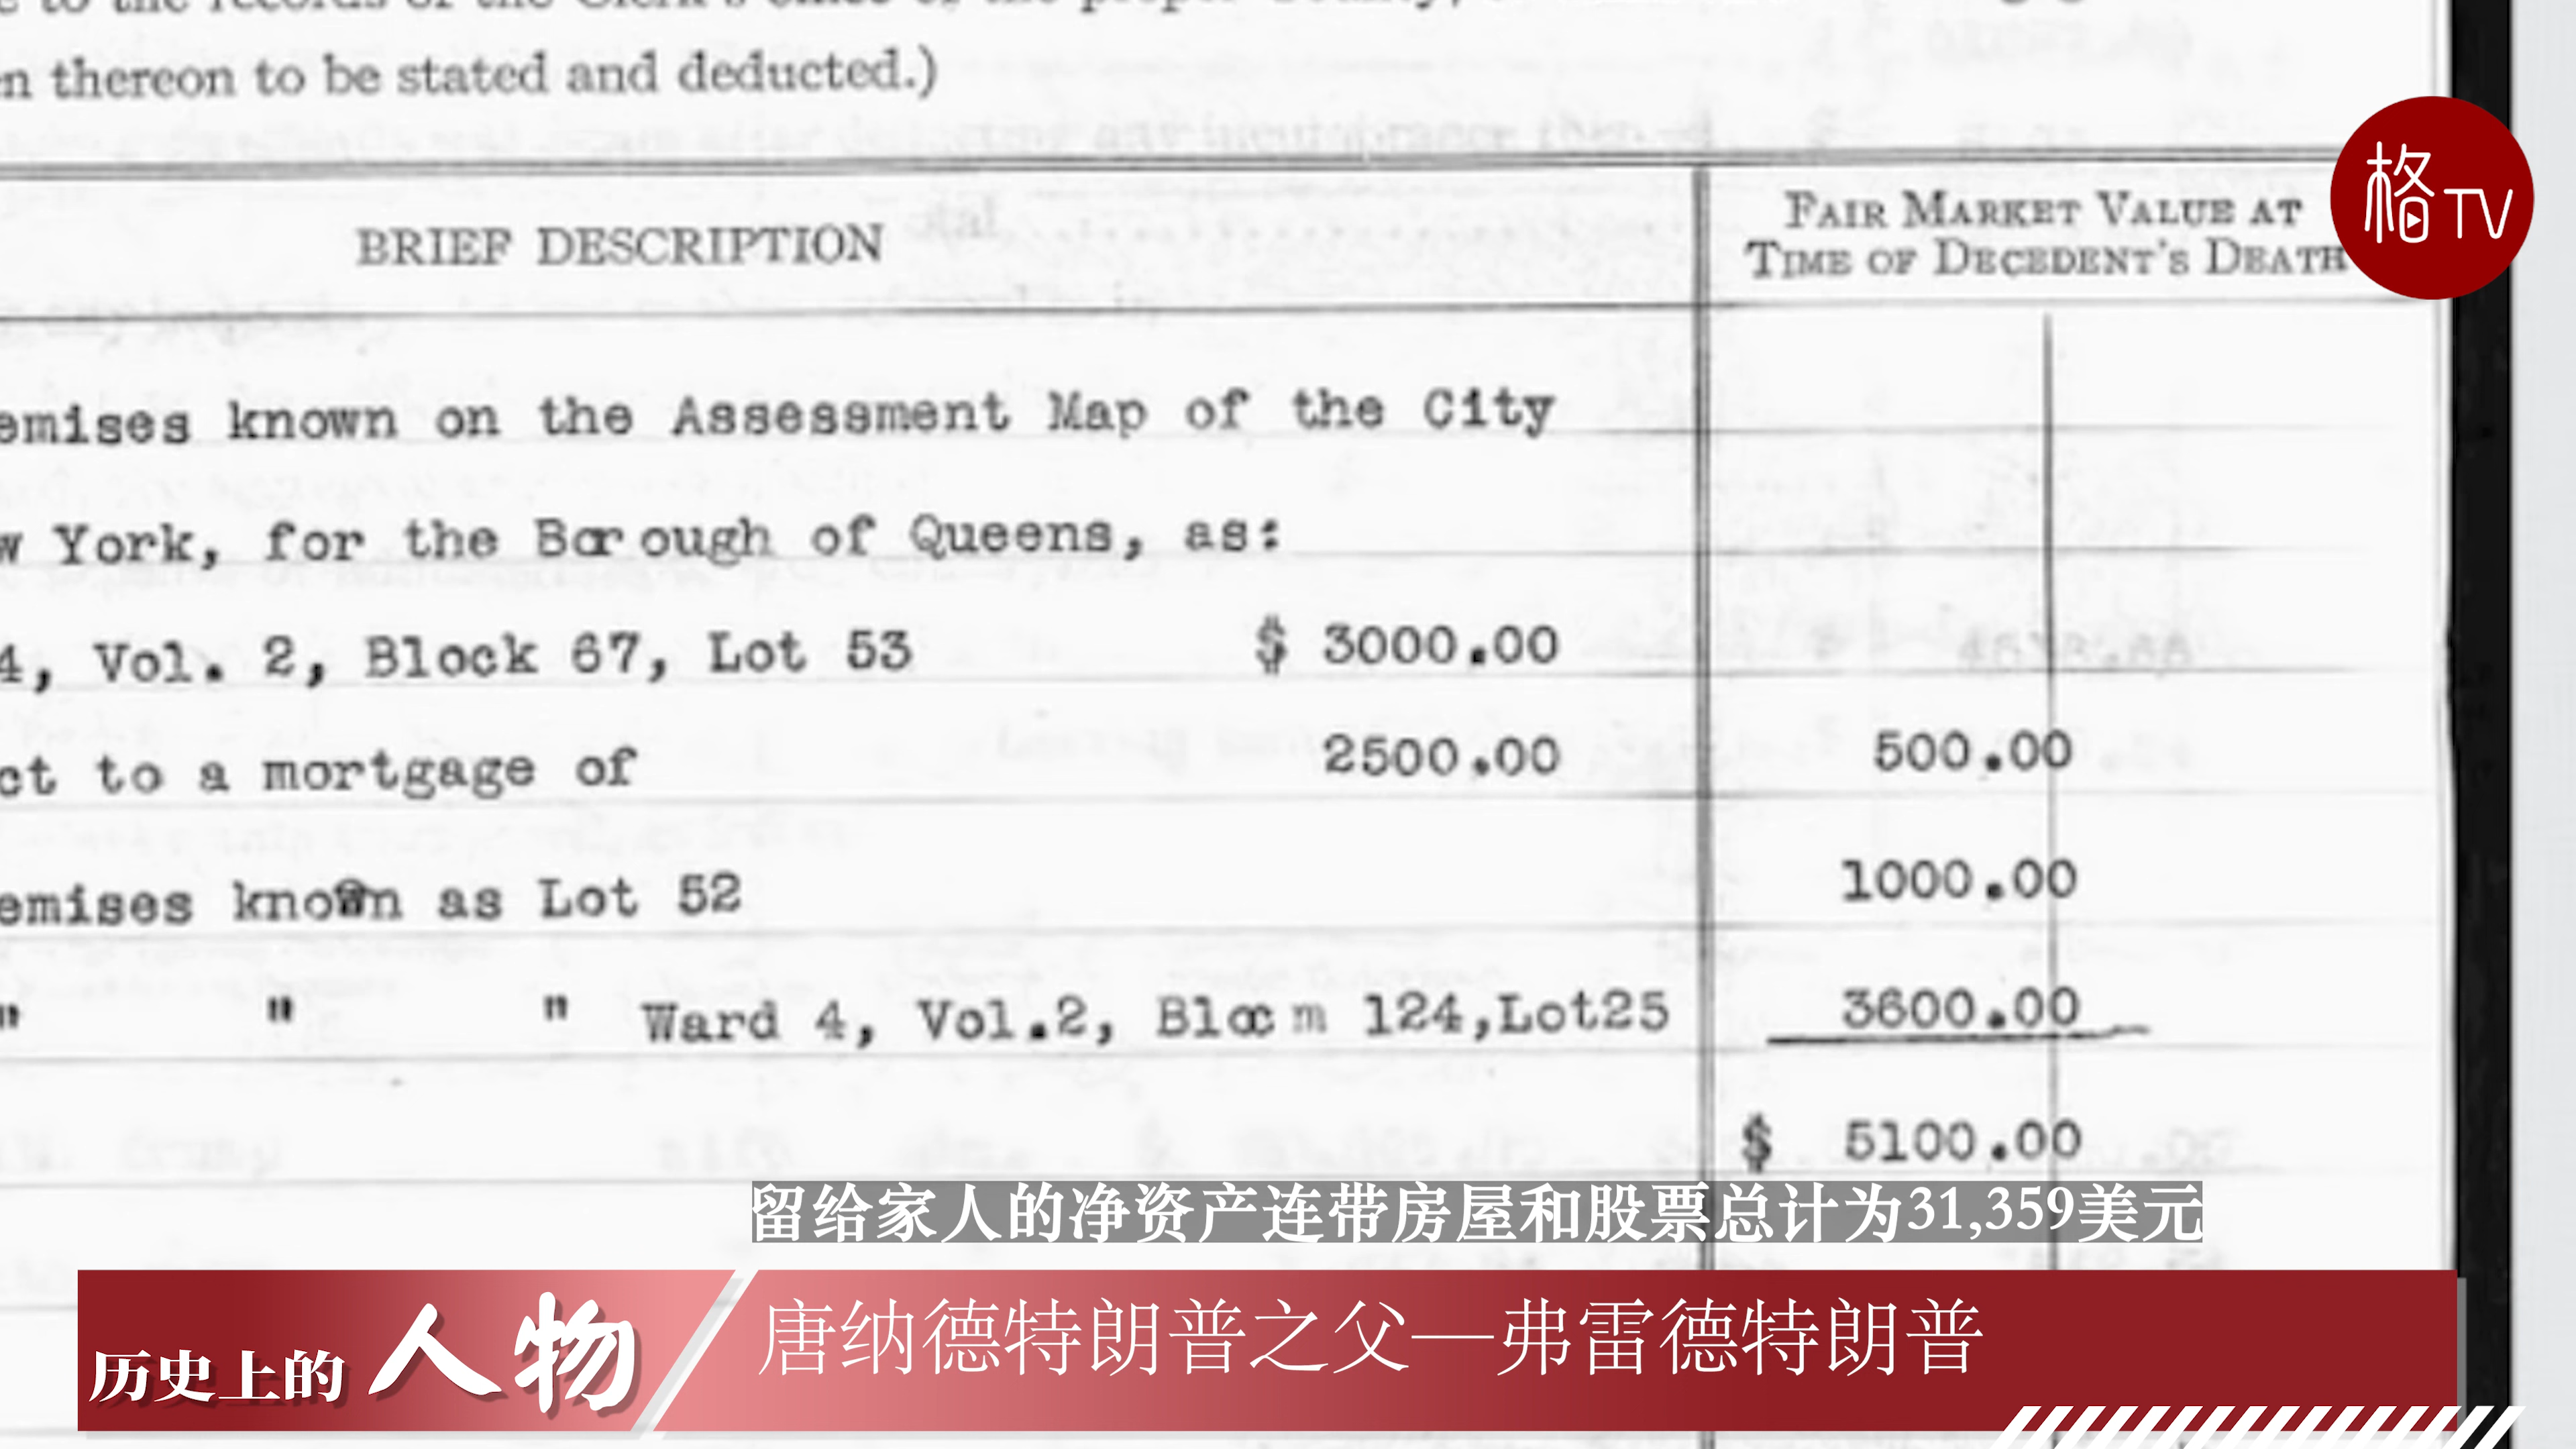 n thereon to be stated and deducted.)
BRIEF DESCRIPTION
FAIR MARKET VALUE AT
TIME OF DECEDENT'S DEATH
格TV
emises known on the Assessment Map of the City
w York, for the Borough of Queens, as:
4, Vol. 2, Block 67, Lot 53 $ 3000.00
ct to a mortgage of 2500.00 500.00
emises known as Lot 52 1000.00
" " " Ward 4, Vol.2, Blocm 124,Lot25 3600.00
$ 5100.00
留给家人的净资产连带房屋和股票总计为31,359美元
历史上的人物
唐纳德特朗普之父—弗雷德特朗普